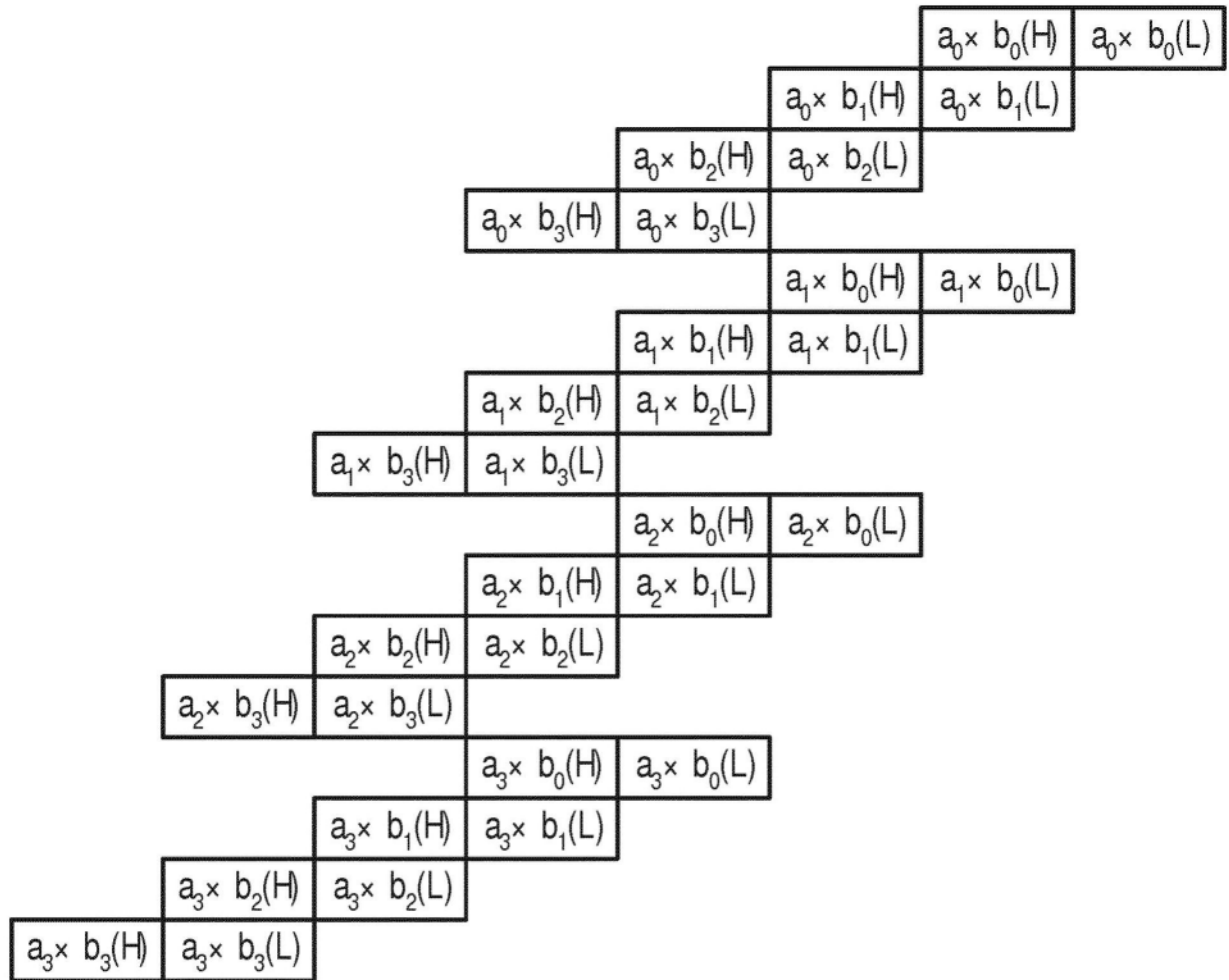 a₀× b₀(H) a₀× b₀(L)
a₀× b₁(H) a₀× b₁(L)
a₀× b₂(H) a₀× b₂(L)
a₀× b₃(H) a₀× b₃(L)
a₁× b₀(H) a₁× b₀(L)
a₁× b₁(H) a₁× b₁(L)
a₁× b₂(H) a₁× b₂(L)
a₁× b₃(H) a₁× b₃(L)
a₂× b₀(H) a₂× b₀(L)
a₂× b₁(H) a₂× b₁(L)
a₂× b₂(H) a₂× b₂(L)
a₂× b₃(H) a₂× b₃(L)
a₃× b₀(H) a₃× b₀(L)
a₃× b₁(H) a₃× b₁(L)
a₃× b₂(H) a₃× b₂(L)
a₃× b₃(H) a₃× b₃(L)